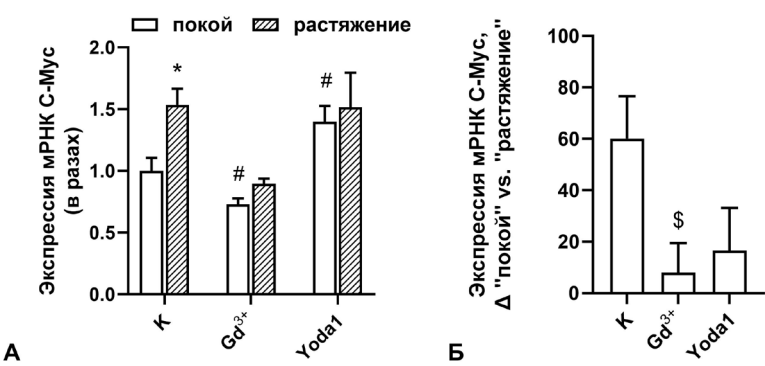 покой растяжение
Экспрессия мРНК C-Myc
(в разах)
2.0
1.5
1.0
0.5
0.0
*
#
#
K
Gd³⁺
Yoda1
А
Экспрессия мРНК C-Myc,
Δ "покой" vs. "растяжение"
100
80
60
40
20
0
$
K
Gd³⁺
Yoda1
Б